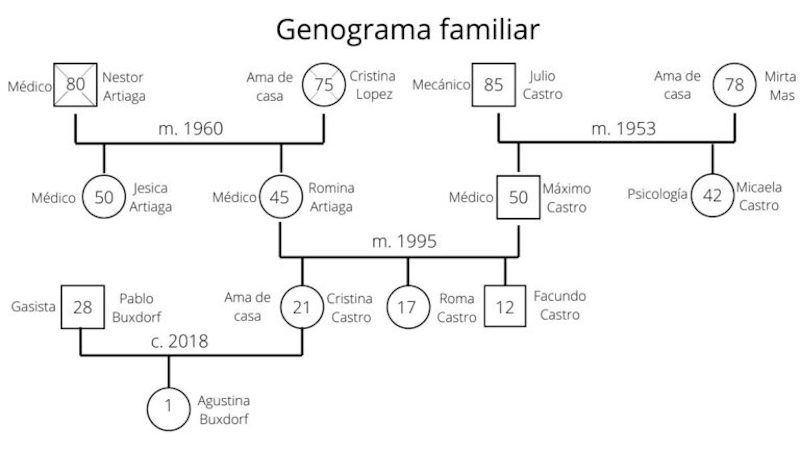 Genograma familiar
Médico
80
Nestor
Artiaga
Ama de
casa
75
Cristina
Lopez
Mecánico
85
Julio
Castro
Ama de
casa
78
Mirta
Mas
m. 1960
m. 1953
Médico
50
Jesica
Artiaga
Médico
45
Romina
Artiaga
Médico
50
Máximo
Castro
Psicología
42
Micaela
Castro
m. 1995
Gasista
28
Pablo
Buxdorf
Ama de
casa
21
Cristina
Castro
17
Roma
Castro
12
Facundo
Castro
c. 2018
1
Agustina
Buxdorf